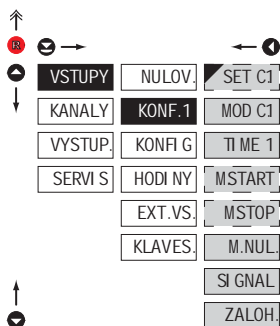 R
VSTUPY NULOV. SET C1
KANALY KONF.1 MOD C1
VYSTUP. KONFIG TIME 1
SERVIS HODINY MSTART
EXT.VS. MSTOP
KLAVES. M.NUL.
SIGNAL
ZALOH.